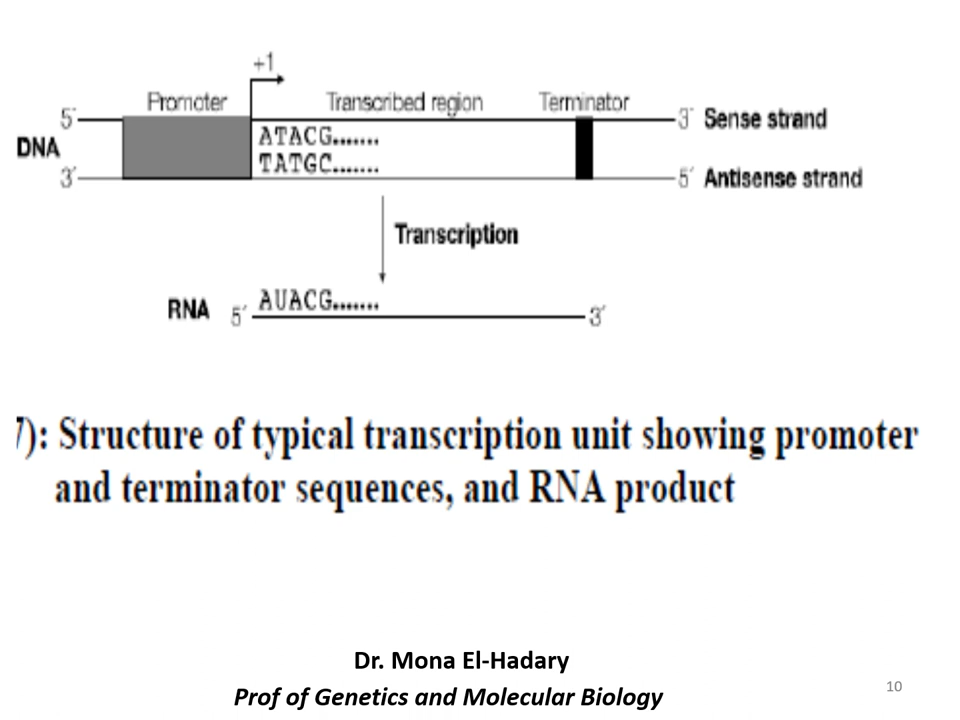 +1
Promoter Transcribed region Terminator
5´ 3´ Sense strand
DNA ATACG.......
TATGC.......
3´ 5´ Antisense strand
Transcription
RNA 5´ AUACG....... 3´
7): Structure of typical transcription unit showing promoter
and terminator sequences, and RNA product
Dr. Mona El-Hadary
Prof of Genetics and Molecular Biology
10